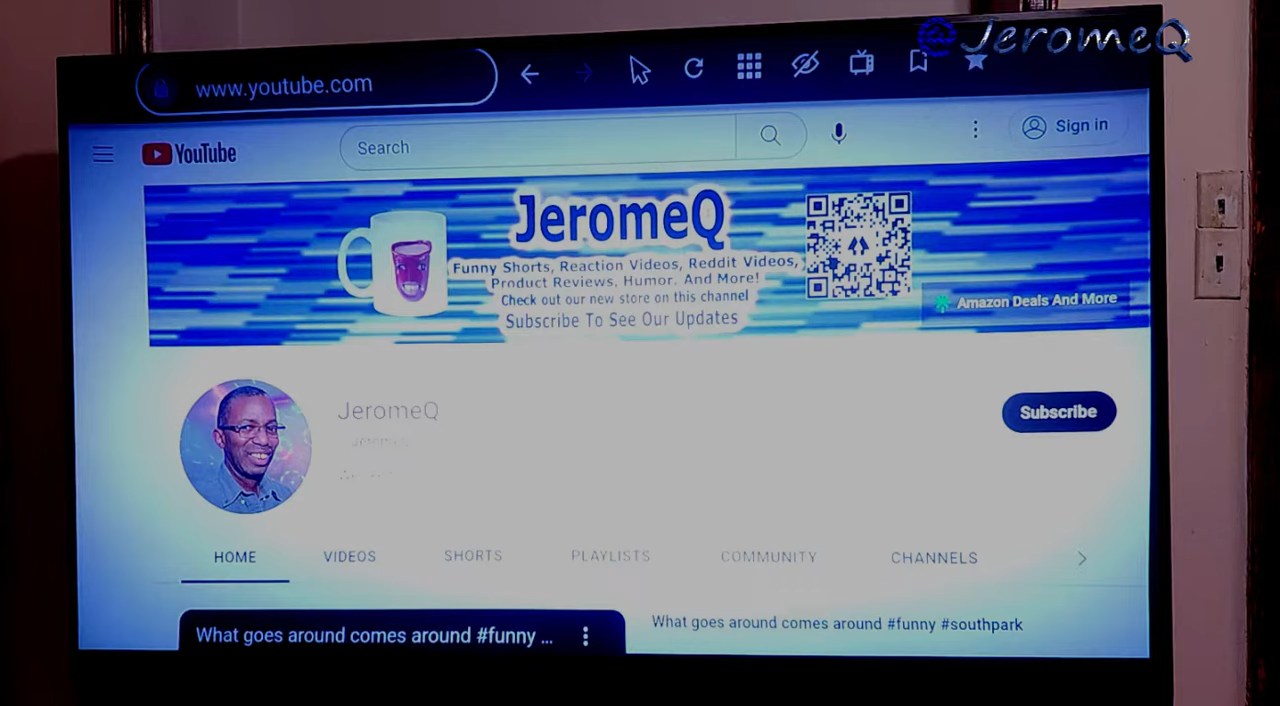 @JeromeQ
www.youtube.com
YouTube
Search
Sign in
JeromeQ
Funny Shorts, Reaction Videos, Reddit Videos,
Product Reviews, Humor. And More!
Check out our new store on this channel
Subscribe To See Our Updates
Amazon Deals And More
JeromeQ
JeromeQ
Subscribe
HOME VIDEOS SHORTS PLAYLISTS COMMUNITY CHANNELS
What goes around comes around #funny ...
What goes around comes around #funny #southpark